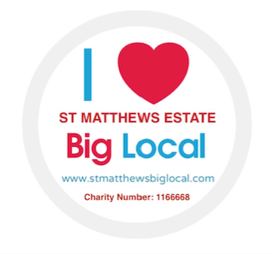 I
ST MATTHEWS ESTATE
Big Local
www.stmatthewsbiglocal.com
Charity Number: 1166668